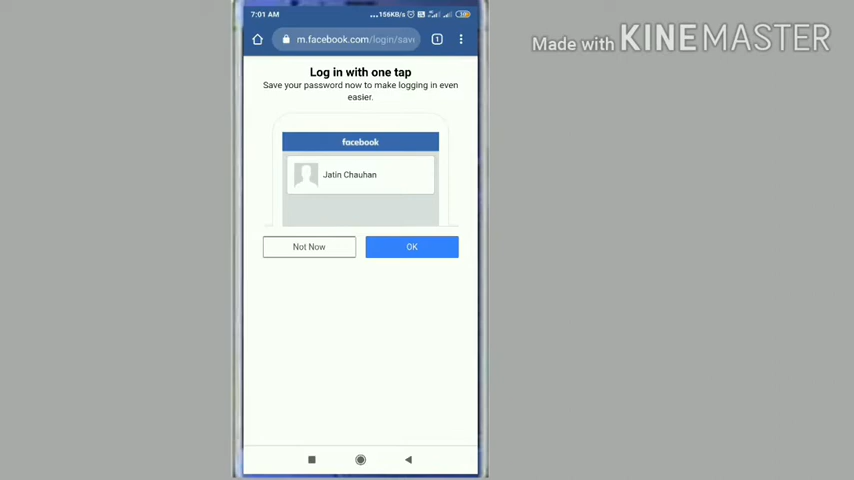 7:01 AM
...156KB/s
Made with KINEMASTER
m.facebook.com/login/save
1
Log in with one tap
Save your password now to make logging in even
easier.
facebook
Jatin Chauhan
Not Now
OK